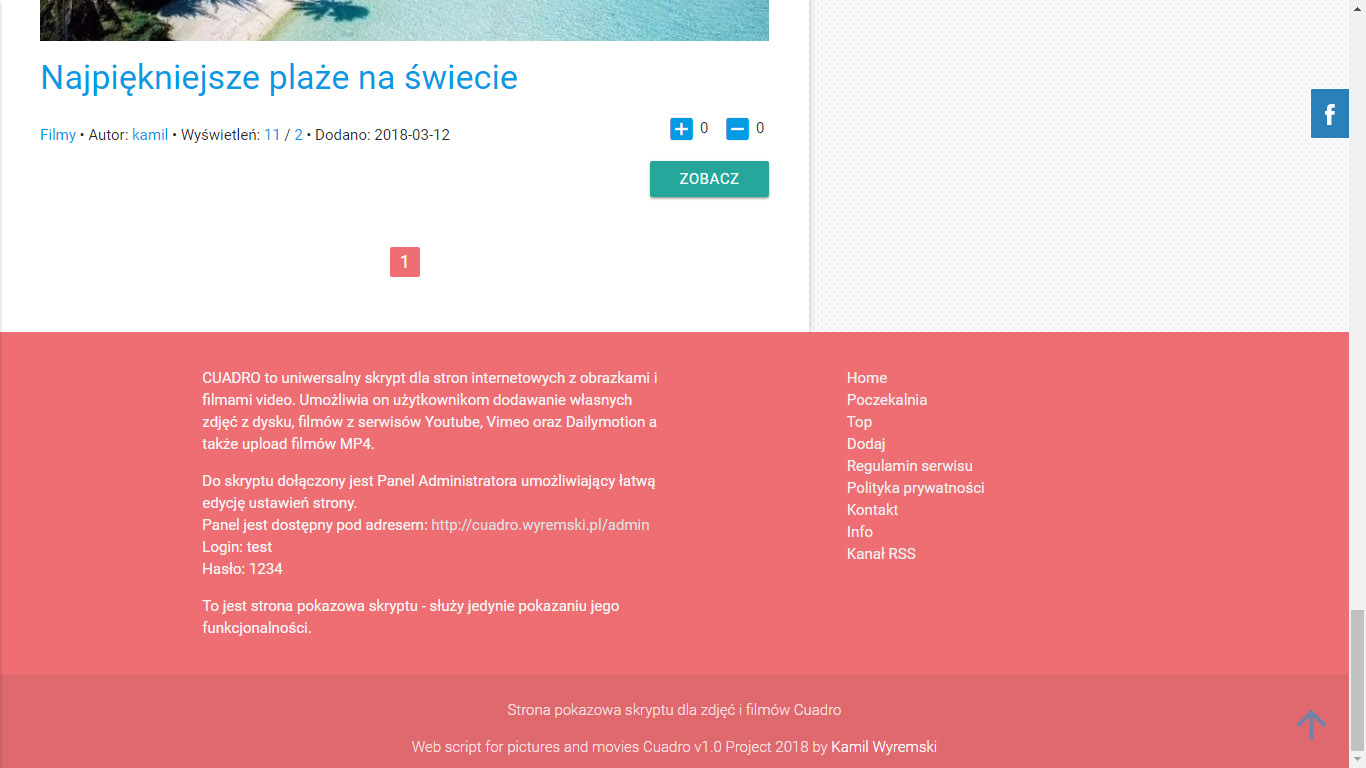 Najpiękniejsze plaże na świecie
Filmy • Autor: kamil • Wyświetleń: 11 / 2 • Dodano: 2018-03-12
0 0
ZOBACZ
1
CUADRO to uniwersalny skrypt dla stron internetowych z obrazkami i
filmami video. Umożliwia on użytkownikom dodawanie własnych
zdjęć z dysku, filmów z serwisów Youtube, Vimeo oraz Dailymotion a
także upload filmów MP4.
Do skryptu dołączony jest Panel Administratora umożliwiający łatwą
edycję ustawień strony.
Panel jest dostępny pod adresem: http://cuadro.wyremski.pl/admin
Login: test
Hasło: 1234
To jest strona pokazowa skryptu - służy jedynie pokazaniu jego
funkcjonalności.
Home
Poczekalnia
Top
Dodaj
Regulamin serwisu
Polityka prywatności
Kontakt
Info
Kanał RSS
Strona pokazowa skryptu dla zdjęć i filmów Cuadro
Web script for pictures and movies Cuadro v1.0 Project 2018 by Kamil Wyremski